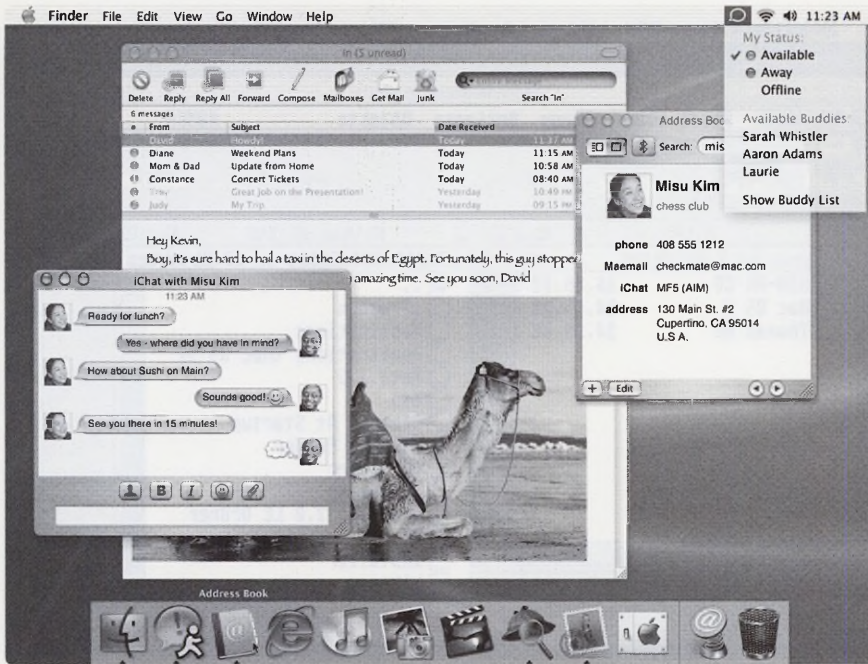 Finder File Edit View Go Window Help 11:23 AM
My Status:
Available
Away
Offline
Available Buddies
Sarah Whistler
Aaron Adams
Laurie
Show Buddy List
In (5 unread)
Delete Reply Reply All Forward Compose Mailboxes Get Mail Junk Search "In"
6 messages
From Subject Date Received
David Howdy! Today 11:37 AM
Diane Weekend Plans Today 11:15 AM
Mom & Dad Update from Home Today 10:58 AM
Constance Concert Tickets Today 08:40 AM
Troy Great job on the Presentation! Yesterday 10:49 PM
Judy My Trip Yesterday 09:15 PM
Hey Kevin,
Boy, it's sure hard to hail a taxi in the deserts of Egypt. Fortunately, this guy stopped
amazing time. See you soon, David
Address Boo
Search: mis
Misu Kim
chess club
phone 408 555 1212
Maemail checkmate@mac.com
iChat MF5 (AIM)
address 130 Main St. #2
Cupertino, CA 95014
U.S.A.
Edit
iChat with Misu Kim
11:23 AM
Ready for lunch?
Yes - where did you have in mind?
How about Sushi on Main?
Sounds good!
See you there in 15 minutes!
B I
Address Book